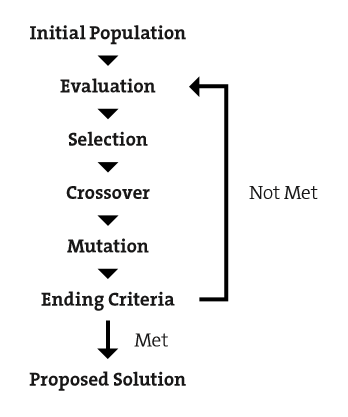 Initial Population
Evaluation
Selection
Crossover
Not Met
Mutation
Ending Criteria
Met
Proposed Solution